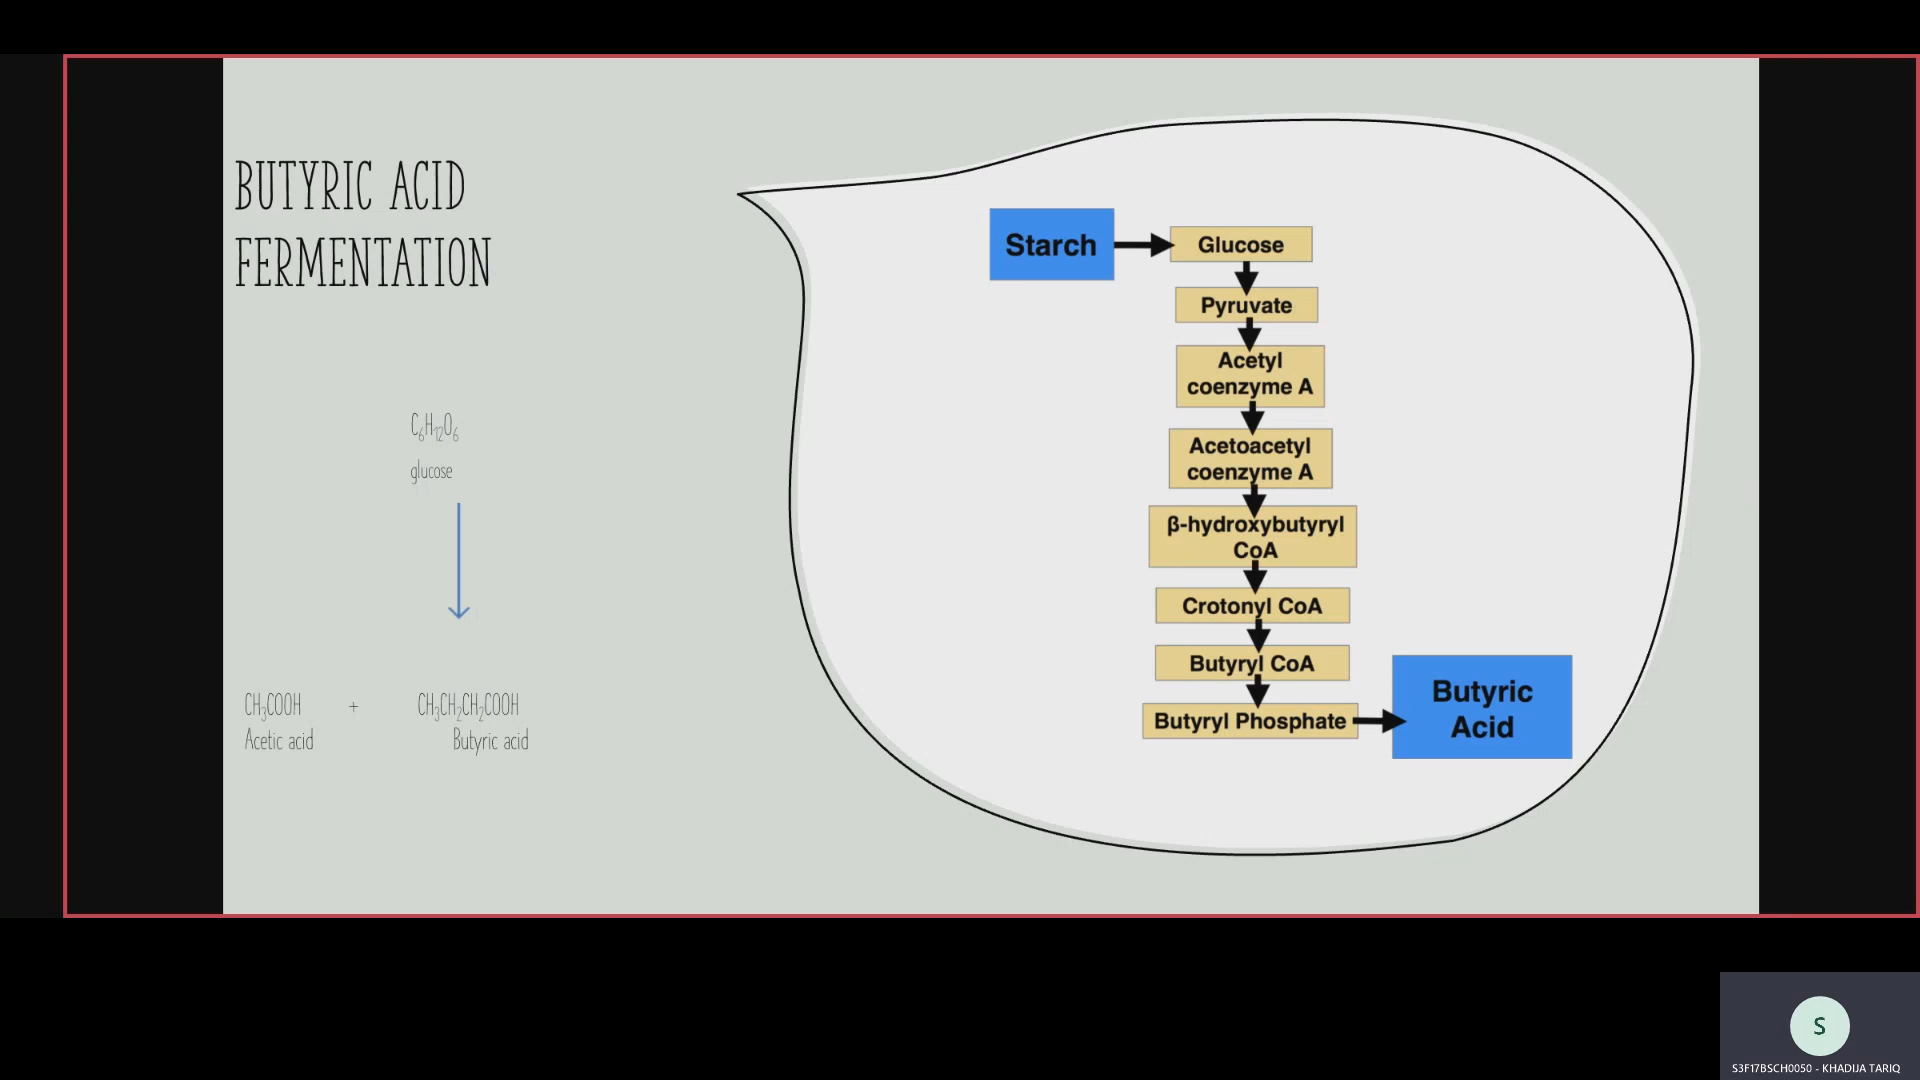 BUTYRIC ACID
FERMENTATION
C6H12O6
glucose
CH3COOH + CH3CH2CH2COOH
Acetic acid Butyric acid
Starch
Glucose
Pyruvate
Acetyl
coenzyme A
Acetoacetyl
coenzyme A
β-hydroxybutyryl
CoA
Crotonyl CoA
Butyryl CoA
Butyryl Phosphate
Butyric
Acid
S
S3F17BSCH0050 - KHADIJA TARIQ